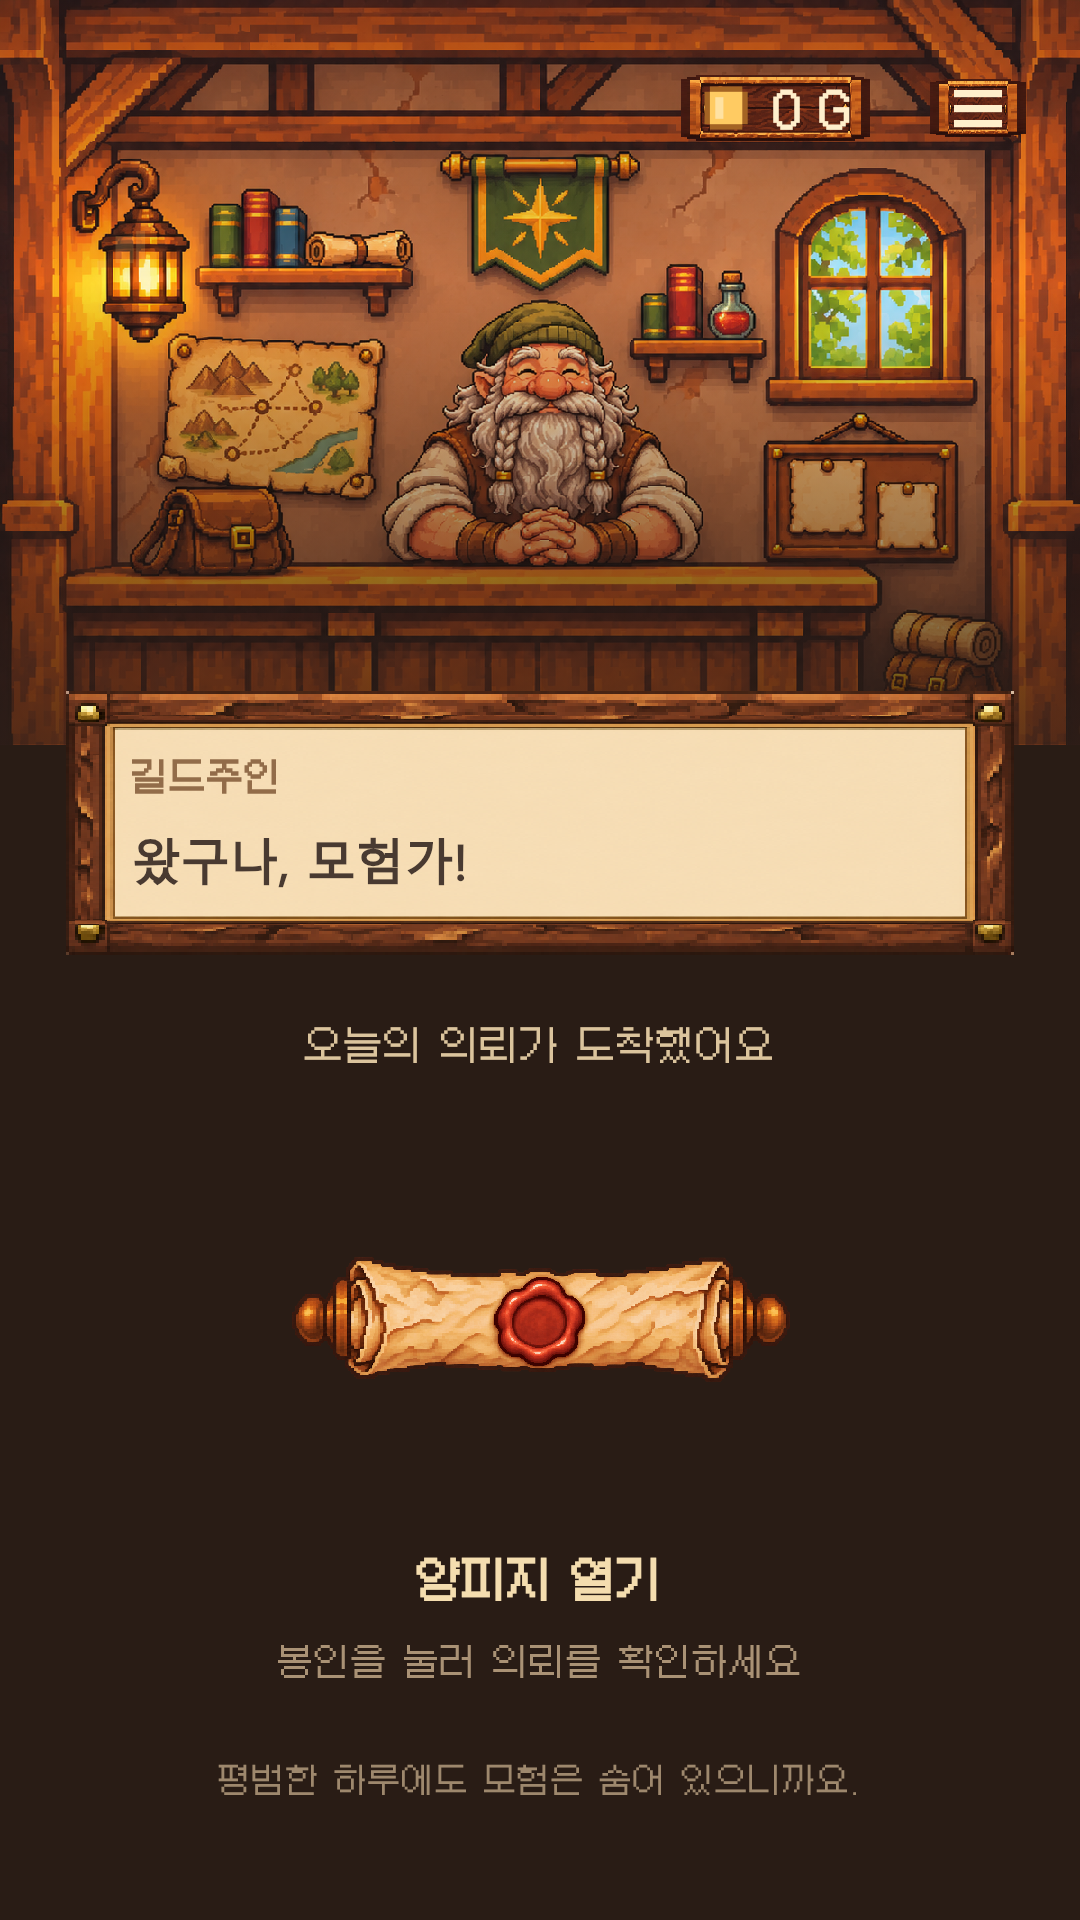 0 G
길드주인
왔구나, 모험가!
오늘의 의뢰가 도착했어요
양피지 열기
봉인을 눌러 의뢰를 확인하세요
평범한 하루에도 모험은 숨어 있으니까요.